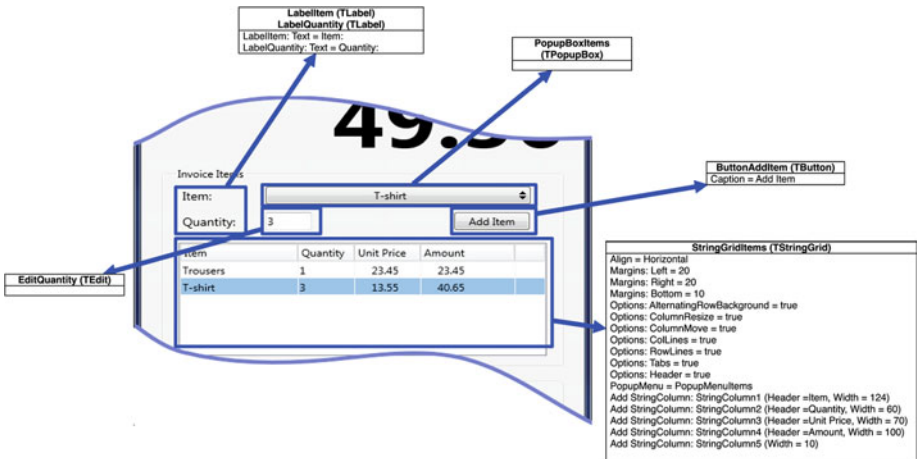 LabelItem (TLabel)
LabelQuantity (TLabel)
LabelItem: Text = Item:
LabelQuantity: Text = Quantity:
PopupBoxItems
(TPopupBox)
Invoice Items
Item:
T-shirt
Quantity:
3
Add Item
ButtonAddItem (TButton)
Caption = Add Item
EditQuantity (TEdit)
Item Quantity Unit Price Amount
Trousers 1 23.45 23.45
T-shirt 3 13.55 40.65
StringGridItems (TStringGrid)
Align = Horizontal
Margins: Left = 20
Margins: Right = 20
Margins: Bottom = 10
Options: AlternatingRowBackground = true
Options: ColumnResize = true
Options: ColumnMove = true
Options: ColLines = true
Options: RowLines = true
Options: Tabs = true
Options: Header = true
PopupMenu = PopupMenuItems
Add StringColumn: StringColumn1 (Header =Item, Width = 124)
Add StringColumn: StringColumn2 (Header =Quantity, Width = 60)
Add StringColumn: StringColumn3 (Header =Unit Price, Width = 70)
Add StringColumn: StringColumn4 (Header =Amount, Width = 100)
Add StringColumn: StringColumn5 (Width = 10)